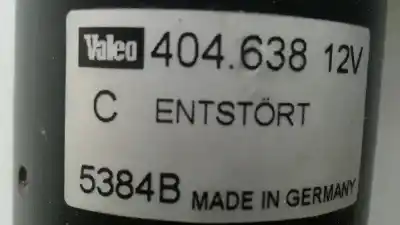 Valeo 404.638 12V
C ENTSTÖRT
5384B MADE IN GERMANY